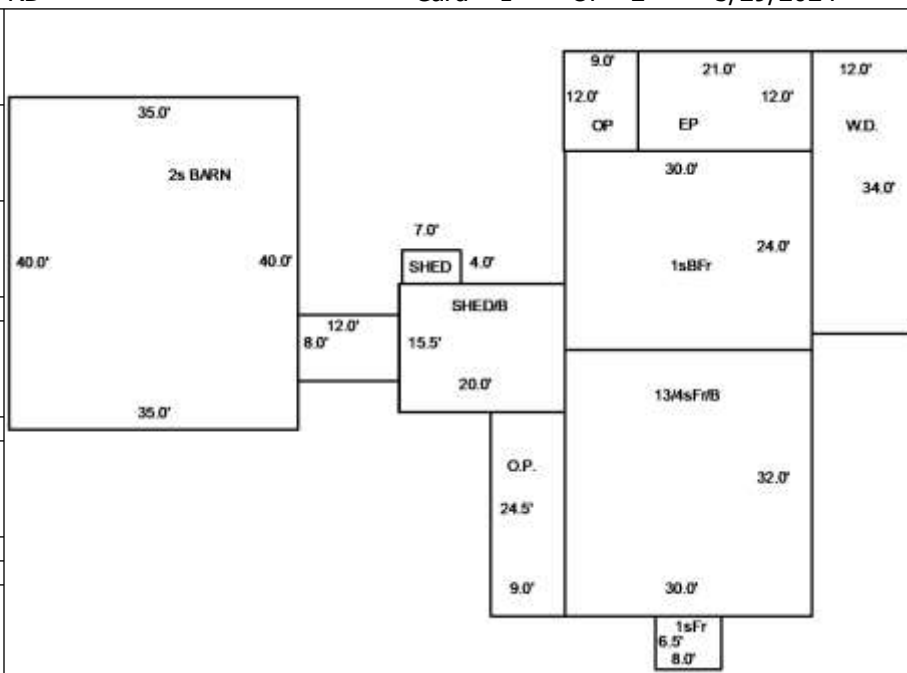 9.0'
21.0'
12.0'
12.0'
12.0'
OP
EP
W.D.
35.0'
2s BARN
30.0'
34.0'
7.0'
24.0'
40.0'
40.0'
SHED
4.0'
1sBFr
SHED/B
12.0'
8.0'
15.5'
20.0'
13/4sFr/B
35.0'
O.P.
32.0'
24.5'
9.0'
30.0'
1sFr
6.5'
8.0'